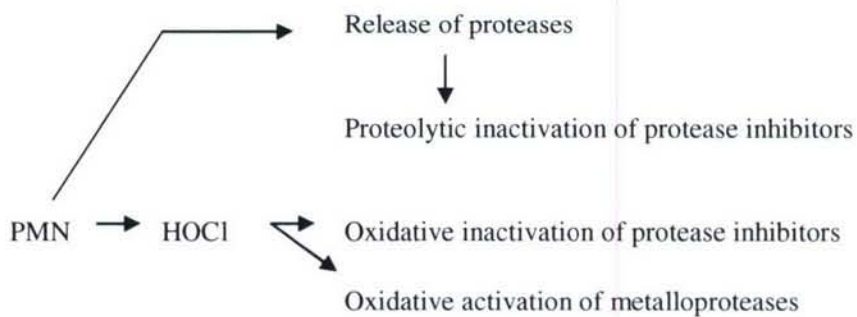 Release of proteases
Proteolytic inactivation of protease inhibitors
PMN HOCl Oxidative inactivation of protease inhibitors
Oxidative activation of metalloproteases